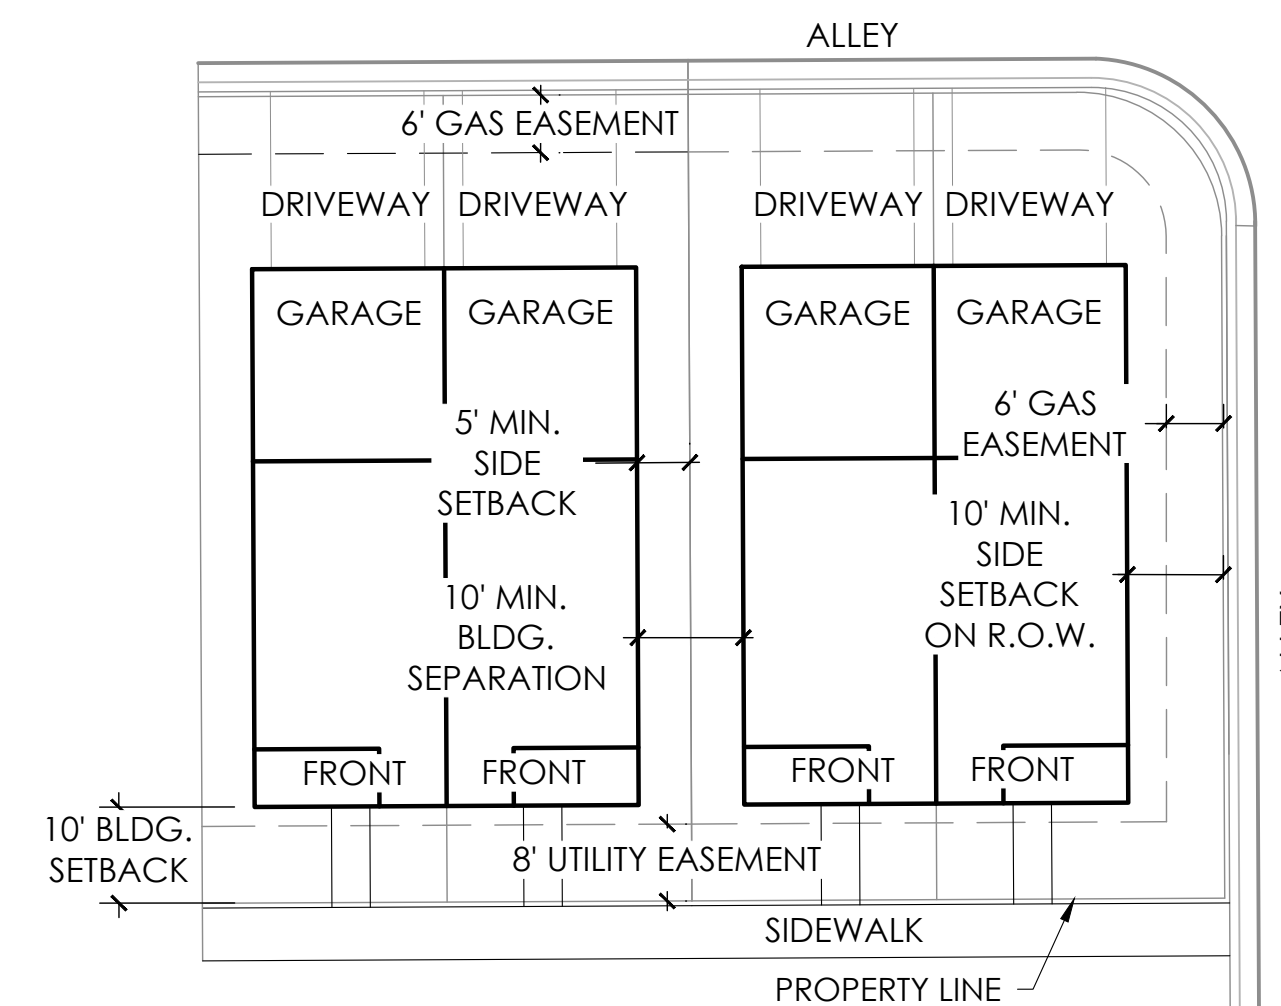 ALLEY
6' GAS EASEMENT
DRIVEWAY DRIVEWAY DRIVEWAY DRIVEWAY
GARAGE GARAGE GARAGE GARAGE
5' MIN.
SIDE
SETBACK
6' GAS
EASEMENT
10' MIN.
SIDE
SETBACK
ON R.O.W.
10' MIN.
BLDG.
SEPARATION
FRONT FRONT FRONT FRONT
10' BLDG.
SETBACK
8' UTILITY EASEMENT
SIDEWALK
PROPERTY LINE